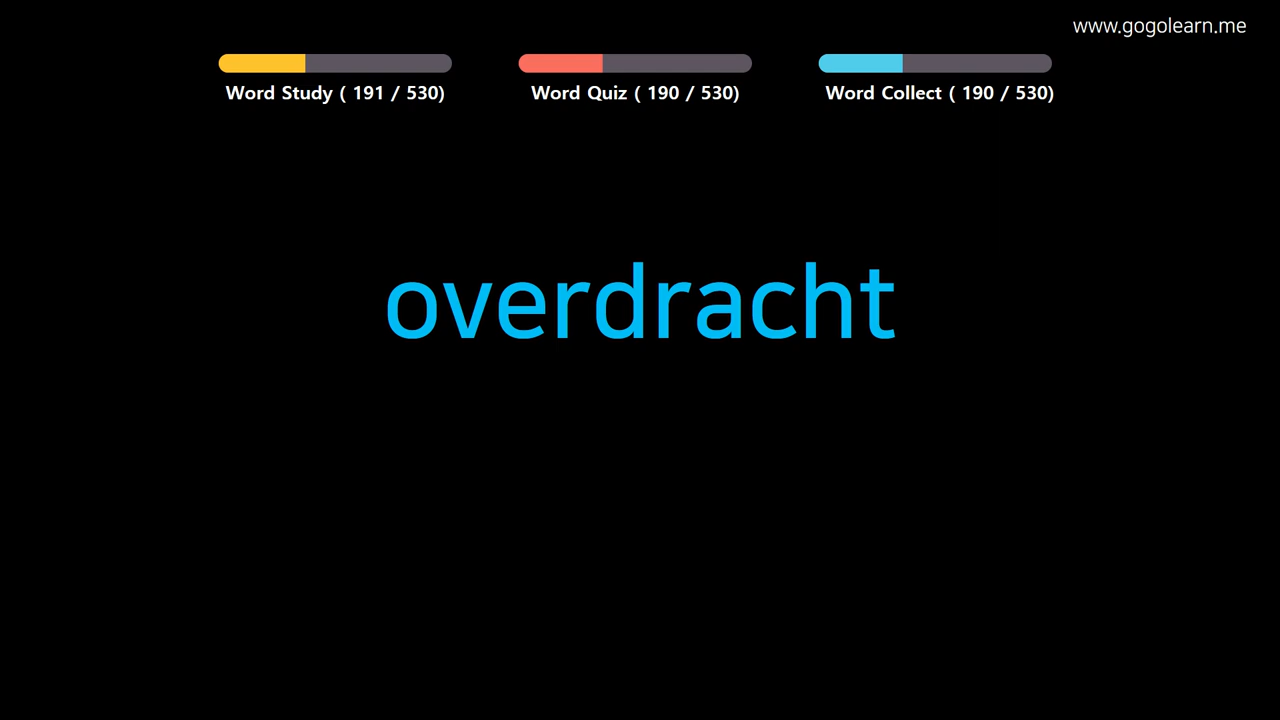 www.gogolearn.me
Word Study ( 191 / 530)
Word Quiz ( 190 / 530)
Word Collect ( 190 / 530)
overdracht